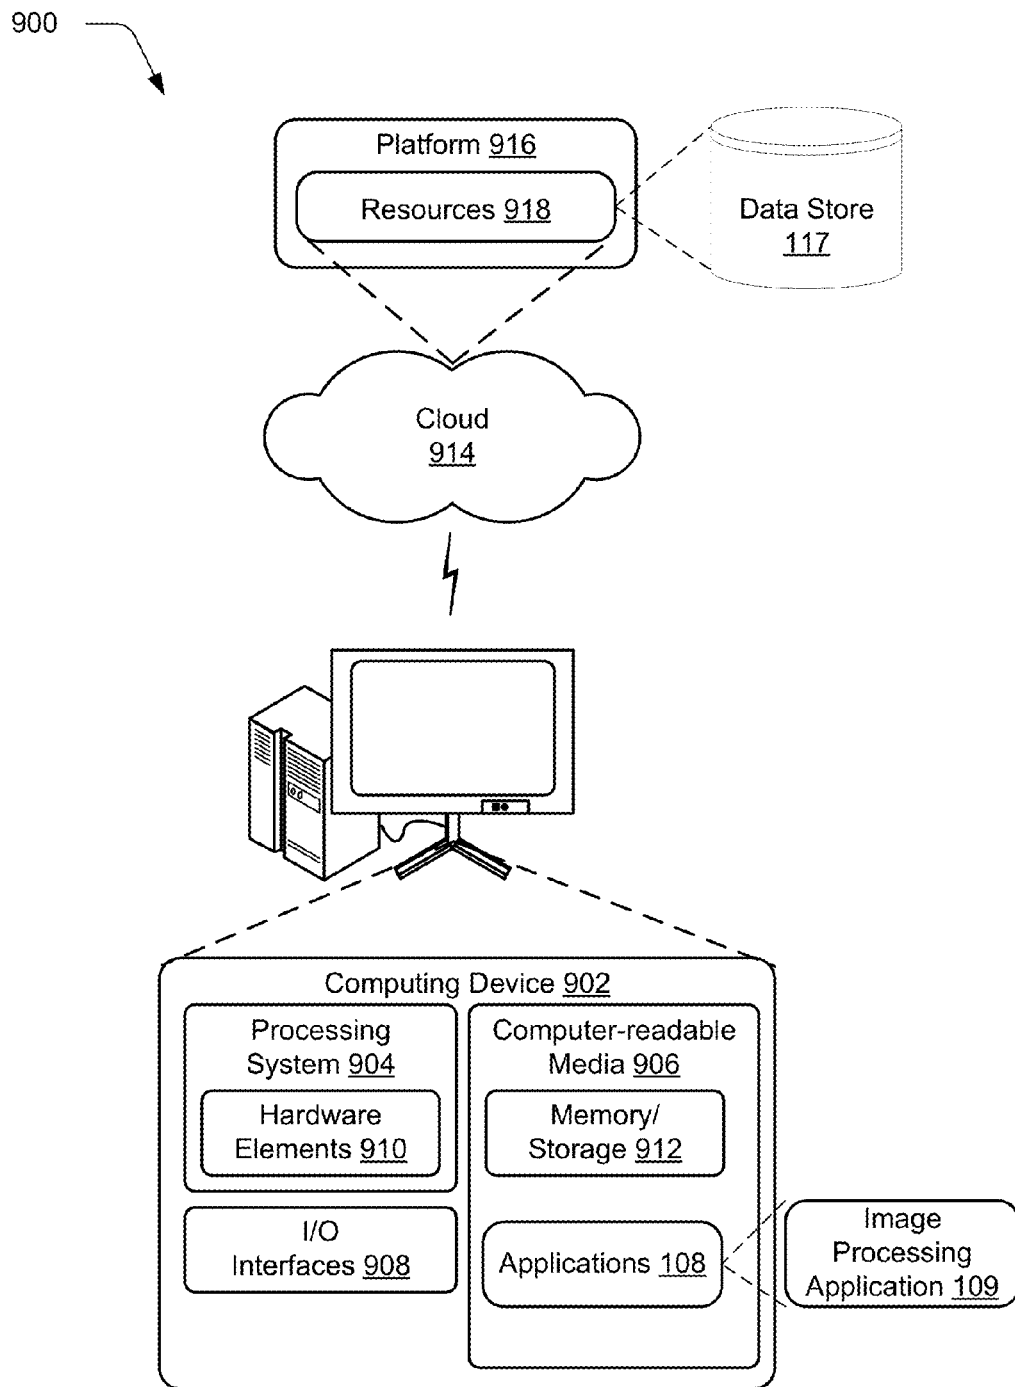 900
Platform 916
Resources 918
Data Store
117
Cloud
914
Computing Device 902
Processing
System 904
Hardware
Elements 910
I/O
Interfaces 908
Computer-readable
Media 906
Memory/
Storage 912
Applications 108
Image
Processing
Application 109